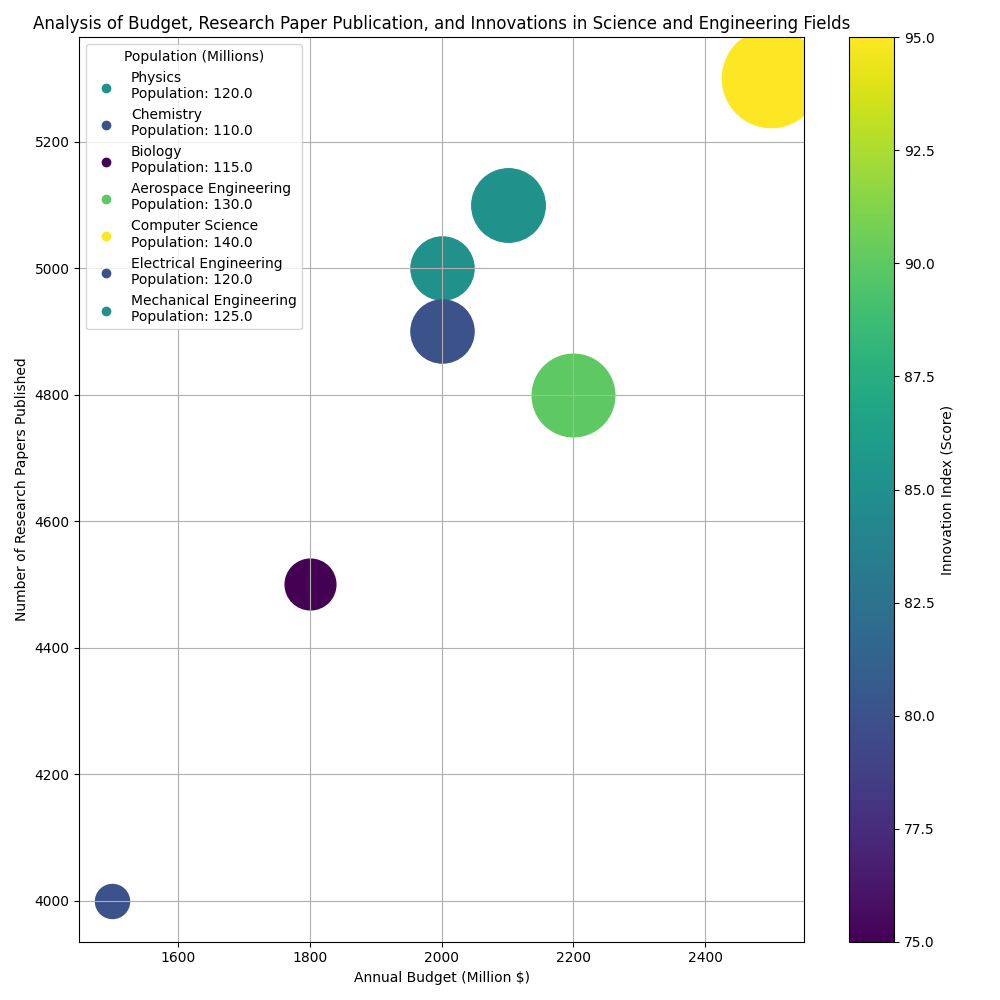 Analysis of Budget, Research Paper Publication, and Innovations in Science and Engineering Fields
Population (Millions)
Physics
Population: 120.0
Chemistry
Population: 110.0
Biology
Population: 115.0
Aerospace Engineering
Population: 130.0
Computer Science
Population: 140.0
Electrical Engineering
Population: 120.0
Mechanical Engineering
Population: 125.0
Number of Research Papers Published
5200
5000
4800
4600
4400
4200
4000
1600
1800
2000
2200
2400
Annual Budget (Million $)
95.0
92.5
90.0
87.5
85.0
82.5
80.0
77.5
75.0
Innovation Index (Score)